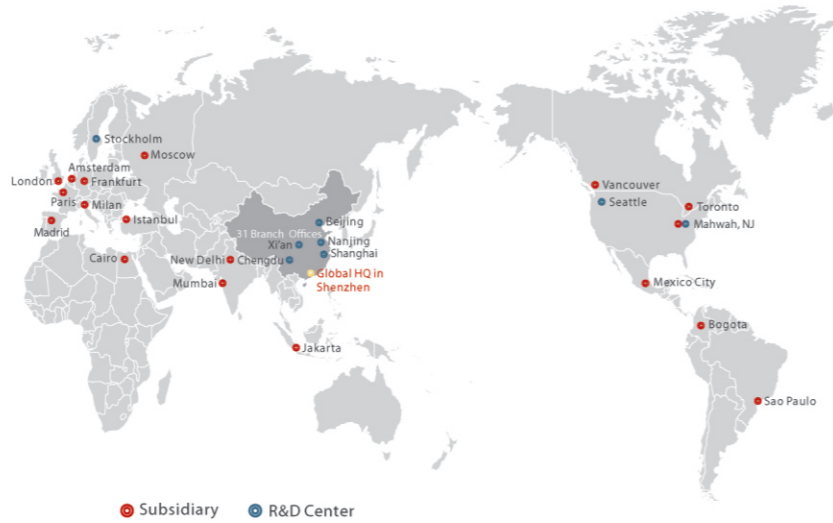 Stockholm
Moscow
Amsterdam
London
Frankfurt
Paris
Milan
Istanbul
Madrid
Cairo
31 Branch Offices
Beijing
Xi'an
Nanjing
Shanghai
New Delhi
Chengdu
Global HQ in
Shenzhen
Mumbai
Jakarta
Vancouver
Seattle
Toronto
Mahwah, NJ
Mexico City
Bogota
Sao Paulo
Subsidiary
R&D Center